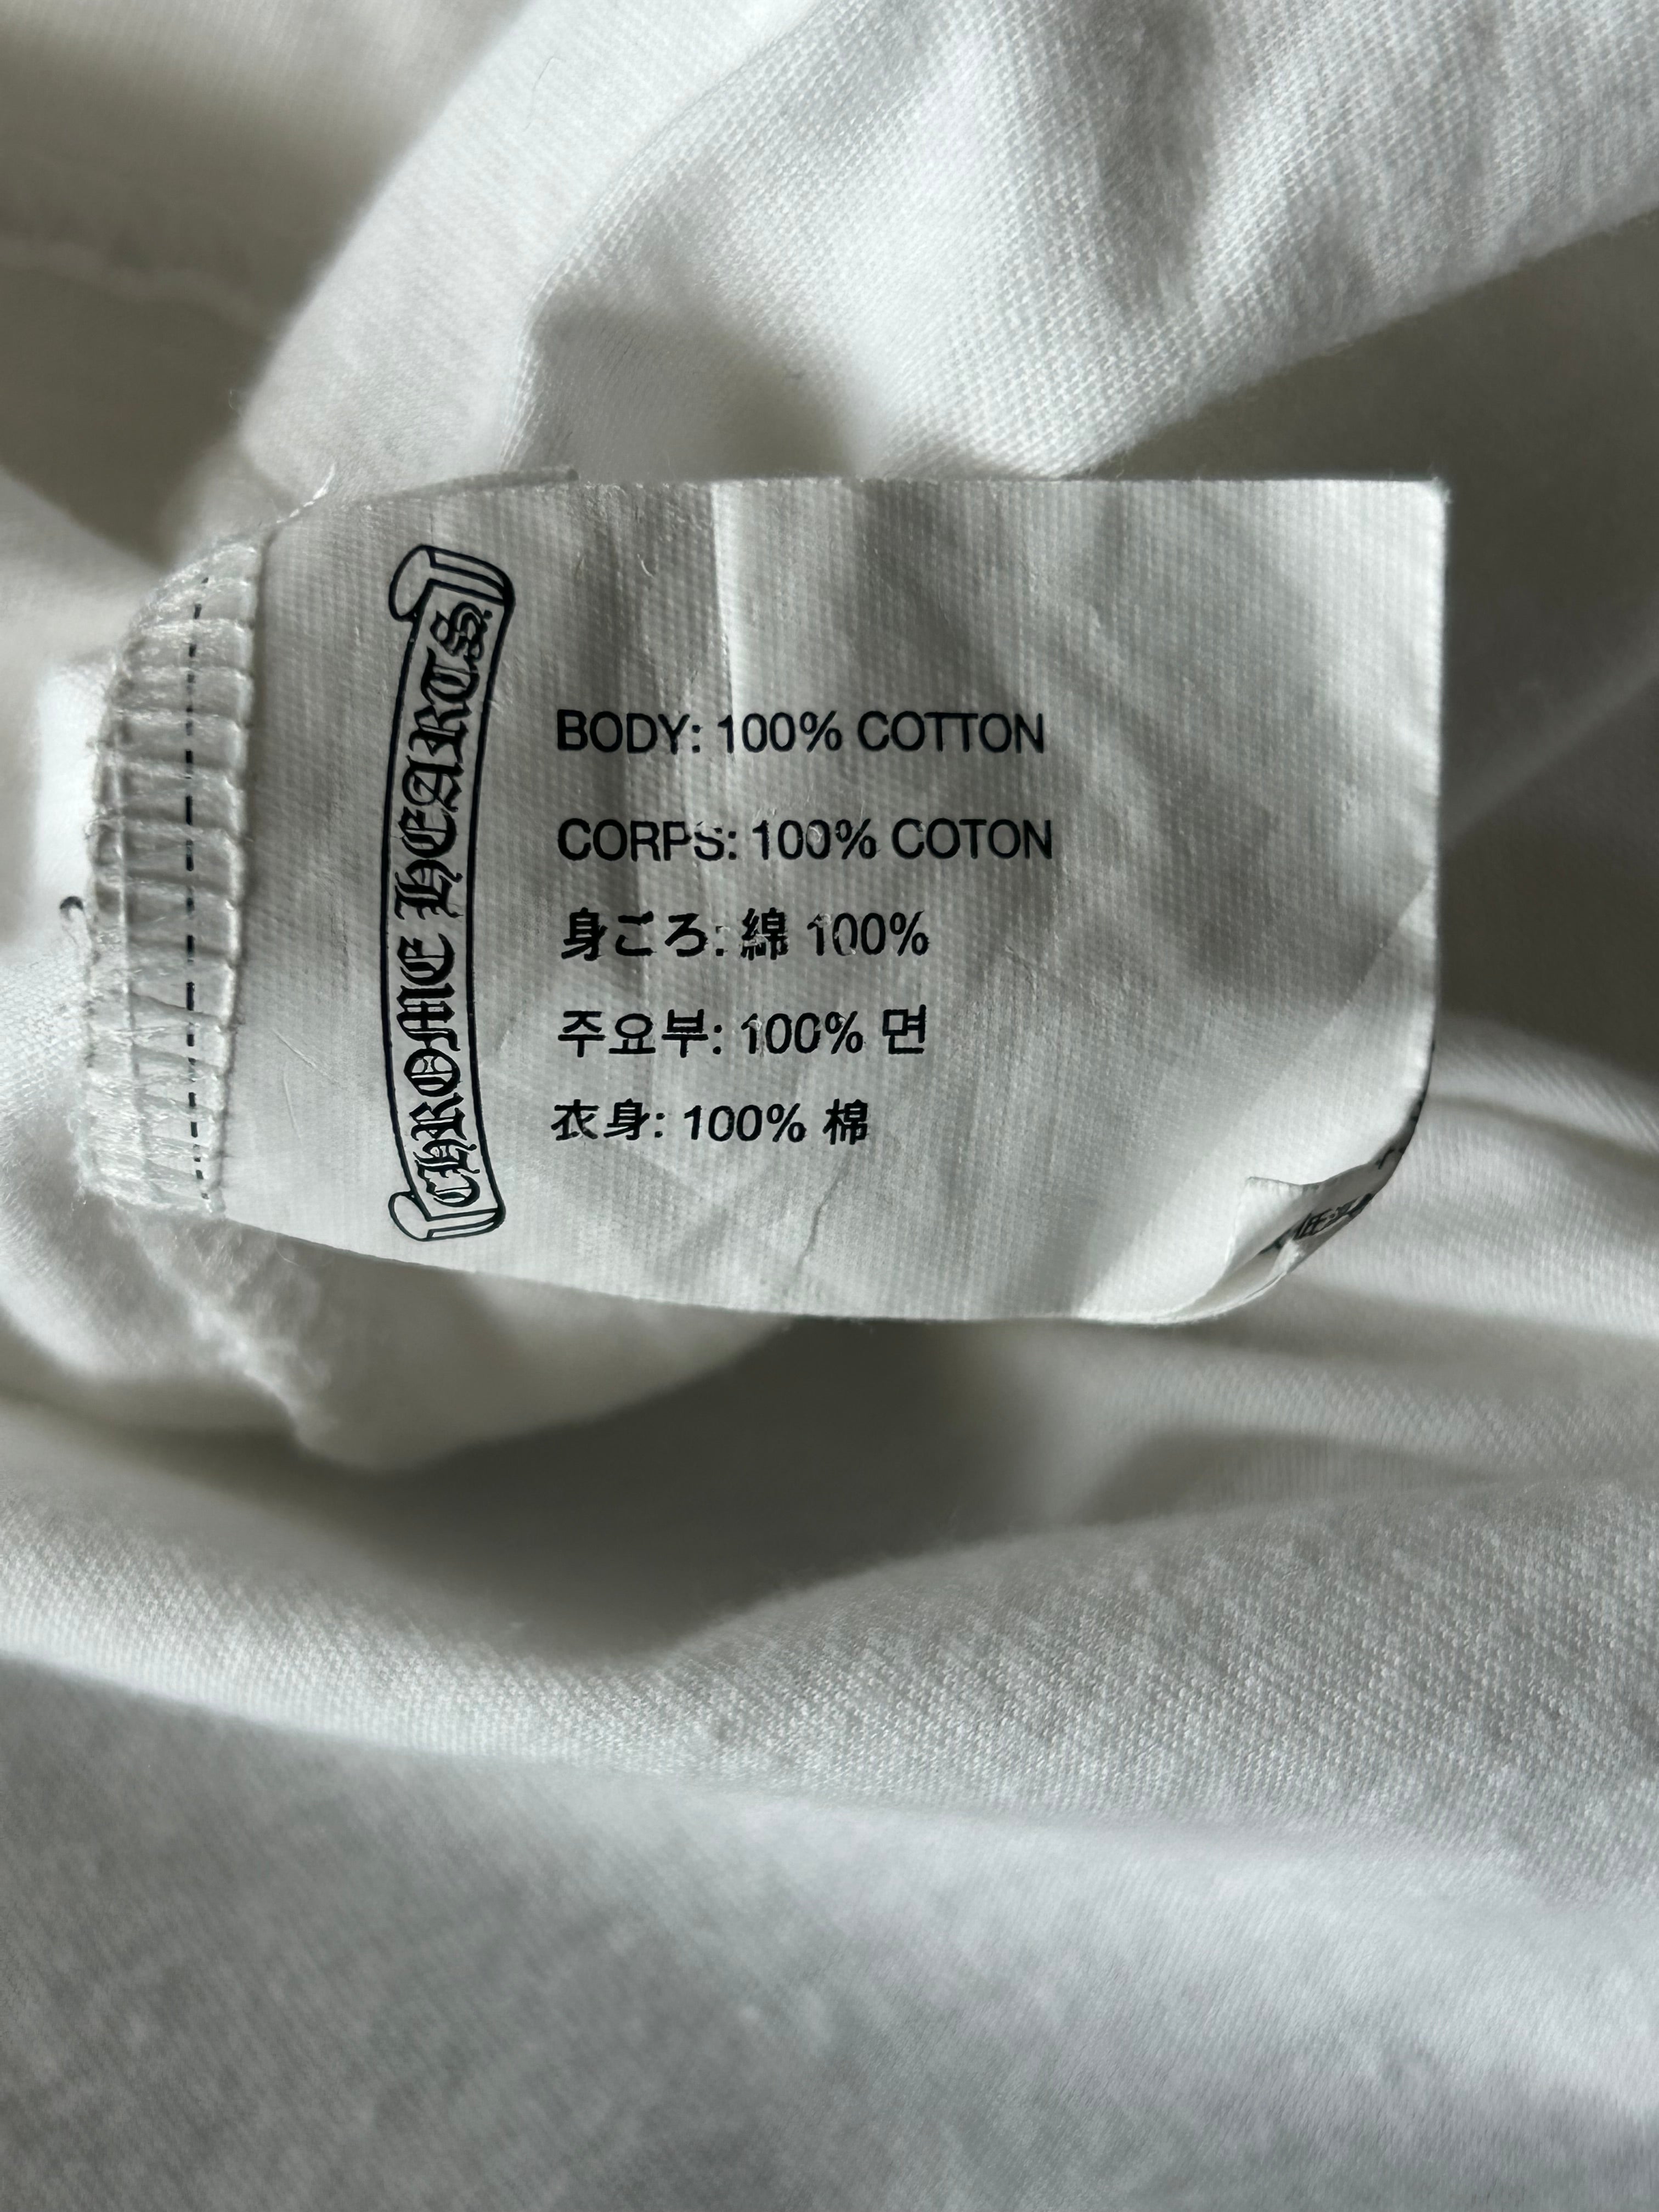 CHROME HEARTS
BODY: 100% COTTON
CORPS: 100% COTON
身ごろ: 綿 100%
주요부: 100% 면
衣身: 100% 棉